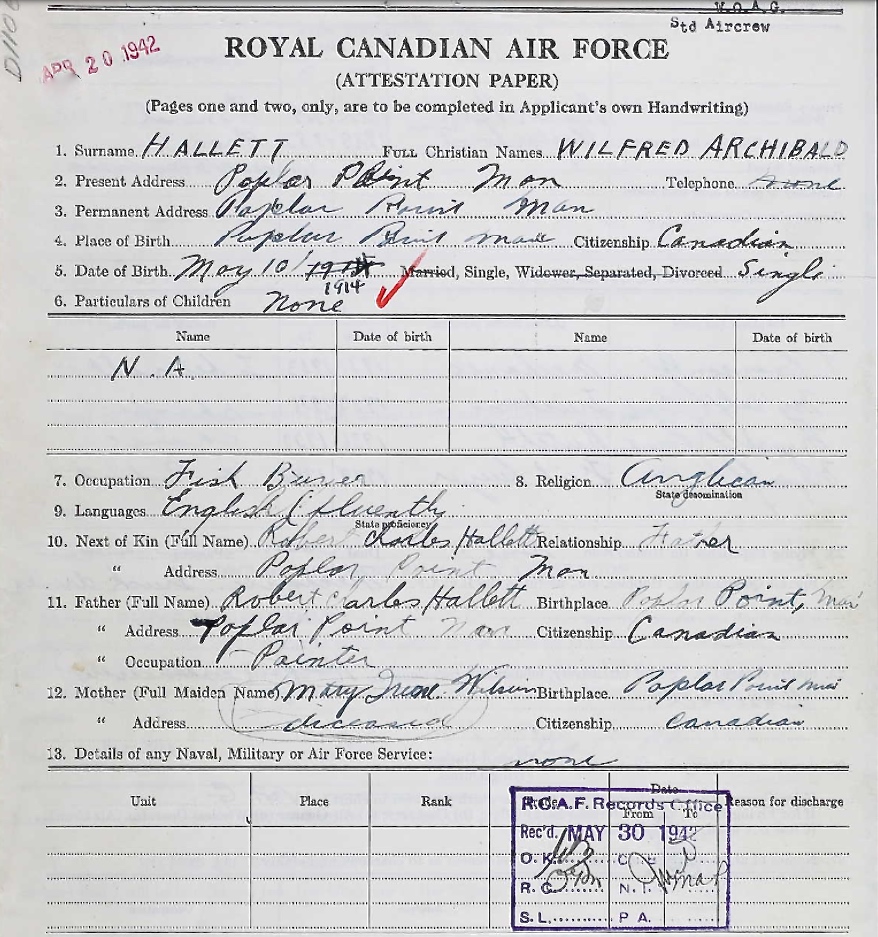 W.O.A.G.
Std Aircrew
APR 20 1942
ROYAL CANADIAN AIR FORCE
(ATTESTATION PAPER)
(Pages one and two, only, are to be completed in Applicant's own Handwriting)
1. Surname HALLETT FULL Christian Names WILFRED ARCHIBALD
2. Present Address Poplar Point Man Telephone none
3. Permanent Address Poplar Point Man
4. Place of Birth Poplar Point Man Citizenship Canadian
5. Date of Birth May 10/ 1914 Married, Single, Widower, Separated, Divorced Single
6. Particulars of Children None
Name Date of birth Name Date of birth
N. A.
7. Occupation Fish Buyer 8. Religion Anglican
State denomination
9. Languages English (fluently
State proficiency
10. Next of Kin (Full Name) Robert Charles Hallett Relationship Father
" Address Poplar Point Man
11. Father (Full Name) Robert Charles Hallett Birthplace Poplar Point, Man
" Address Poplar Point Man Citizenship Canadian
" Occupation Painter
12. Mother (Full Maiden Name) Mary Irene Wilson Birthplace Poplar Point Man
" Address diseased Citizenship Canadian
13. Details of any Naval, Military or Air Force Service: none
Unit Place Rank Date From To Reason for discharge
R.C.A.F. Records Office
Rec'd. MAY 30 1942
O.K.
R.C. N.T.
S.L. P.A.